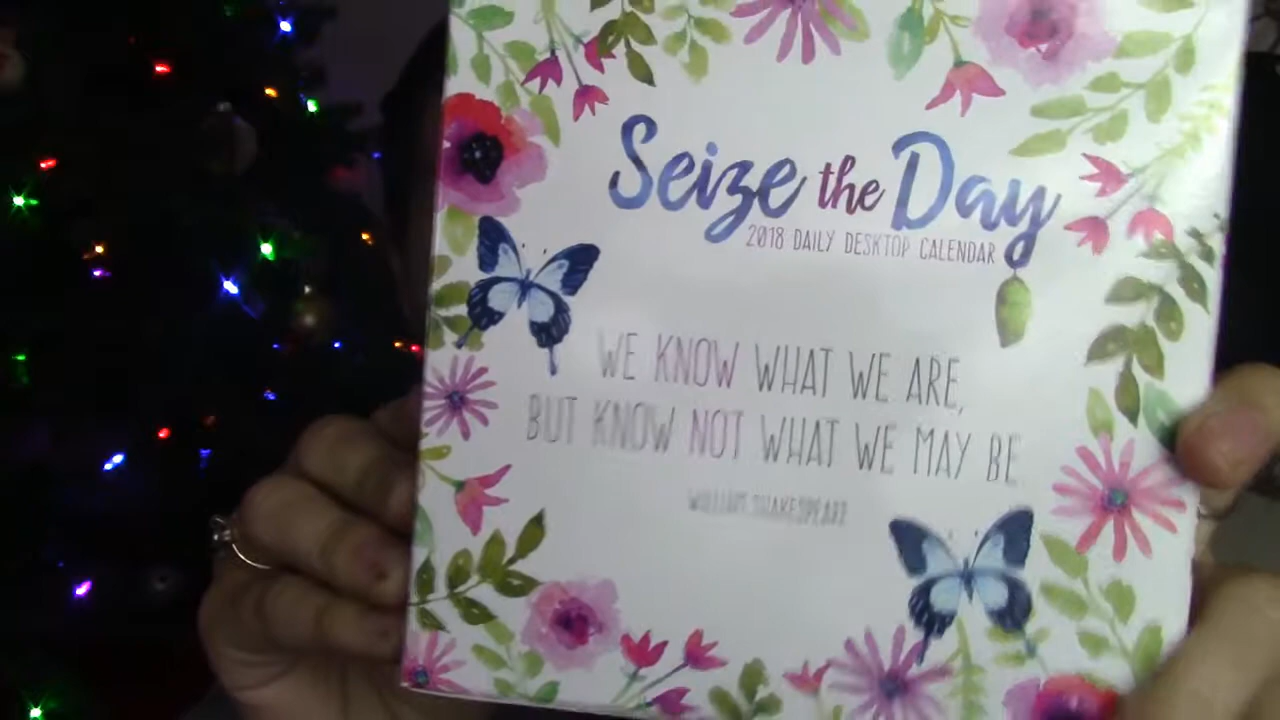 Seize the Day
2018 DAILY DESKTOP CALENDAR
WE KNOW WHAT WE ARE,
BUT KNOW NOT WHAT WE MAY BE
WILLIAM SHAKESPEARE